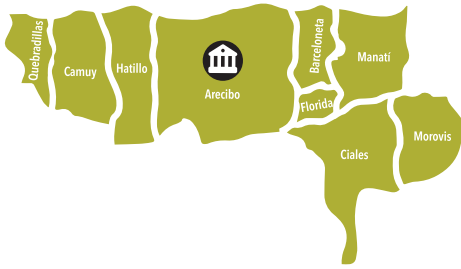 Quebradillas
Camuy
Hatillo
Arecibo
Barceloneta
Florida
Manatí
Ciales
Morovis